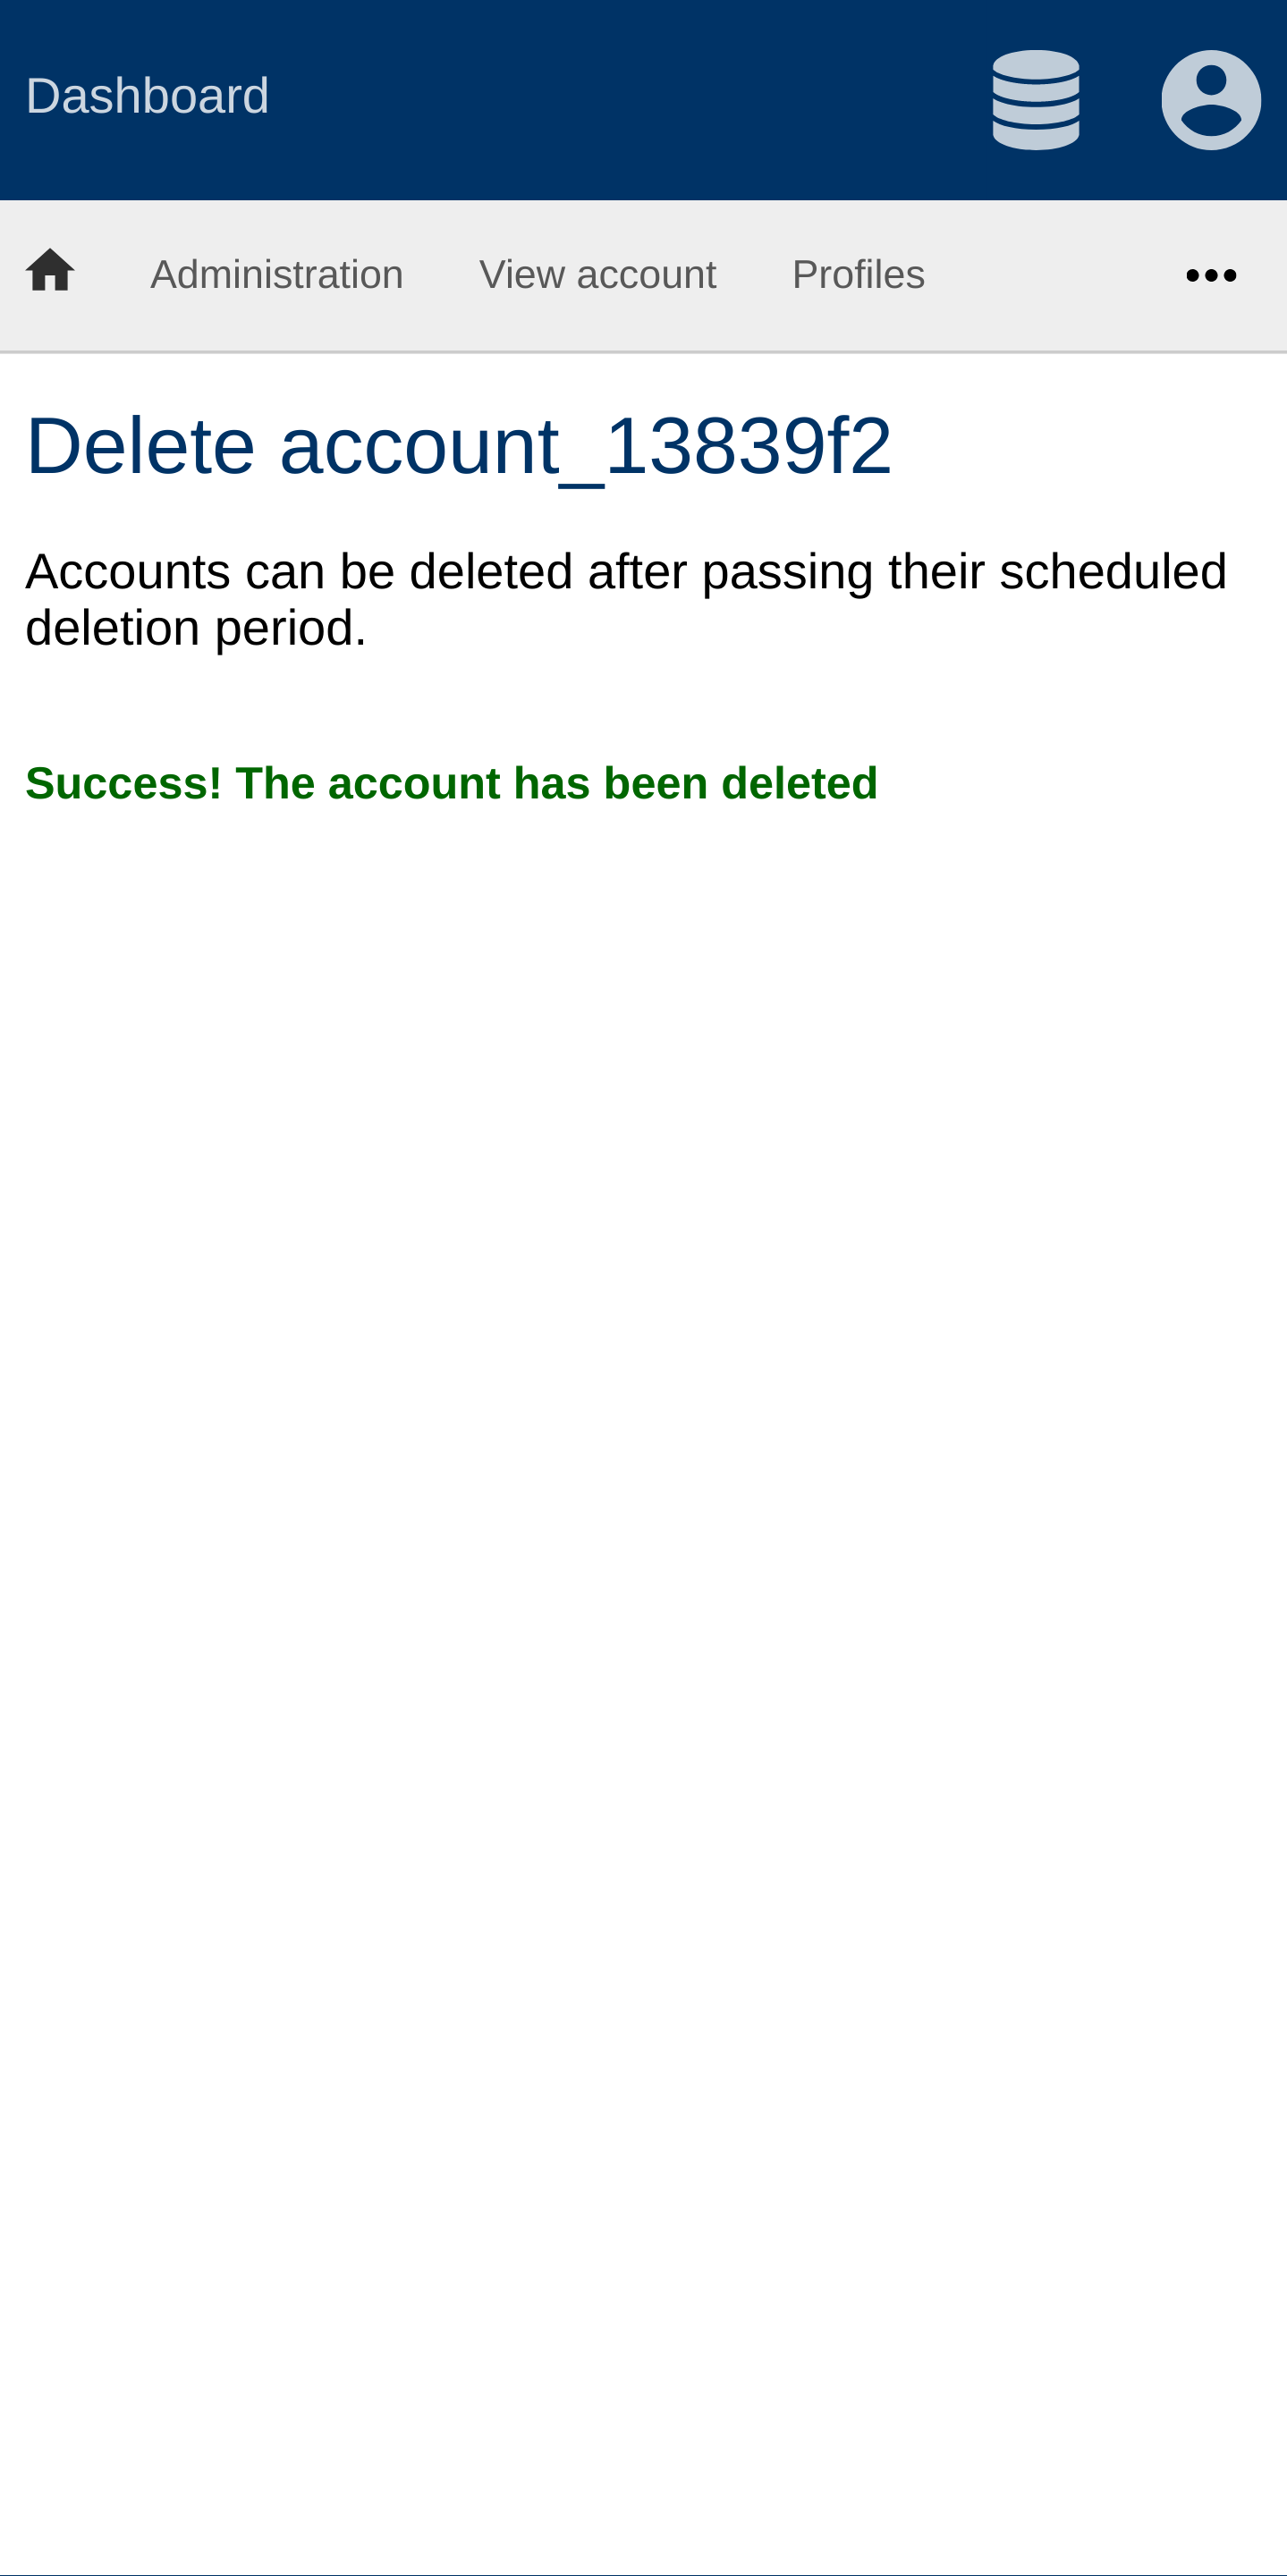 Dashboard
Administration View account Profiles
Delete account_13839f2
Accounts can be deleted after passing their scheduled
deletion period.
Success! The account has been deleted